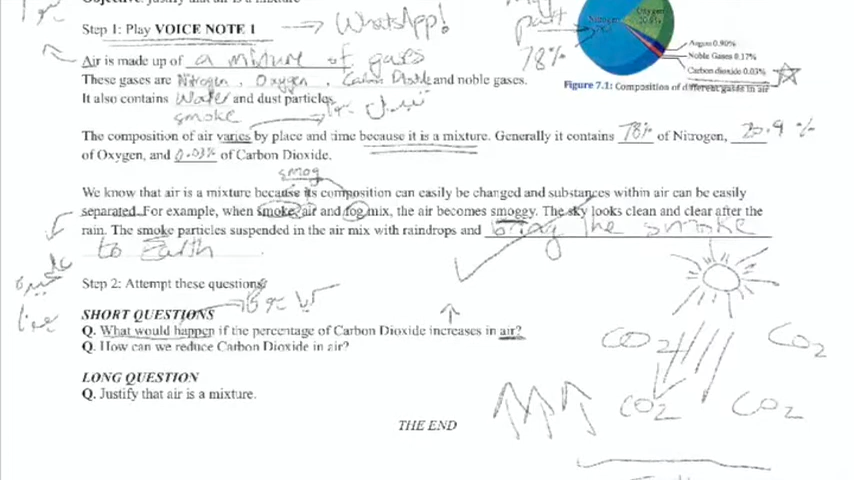 Step 1: Play VOICE NOTE 1 → WhatsApp!
part
78%
Nitrogen
Oxygen
Argon 0.90%
Noble Gases 0.17%
Carbon dioxide 0.03%
Figure 7.1: Composition of different gases in air
Air is made up of a mixture of gases
These gases are Nitrogen, Oxygen, Carbon Dioxide and noble gases.
It also contains Water and dust particles
smoke
The composition of air varies by place and time because it is a mixture. Generally it contains 78% of Nitrogen, 20.9 %
of Oxygen, and 0.03% of Carbon Dioxide.
smog
We know that air is a mixture because its composition can easily be changed and substances within air can be easily
separated. For example, when smoke, air and fog mix, the air becomes smoggy. The sky looks clean and clear after the
rain. The smoke particles suspended in the air mix with raindrops and bring the smoke
to Earth
Step 2: Attempt these questions:
SHORT QUESTIONS
Q. What would happen if the percentage of Carbon Dioxide increases in air?
Q. How can we reduce Carbon Dioxide in air?
CO2 CO2
LONG QUESTION
Q. Justify that air is a mixture.
CO2 CO2
THE END